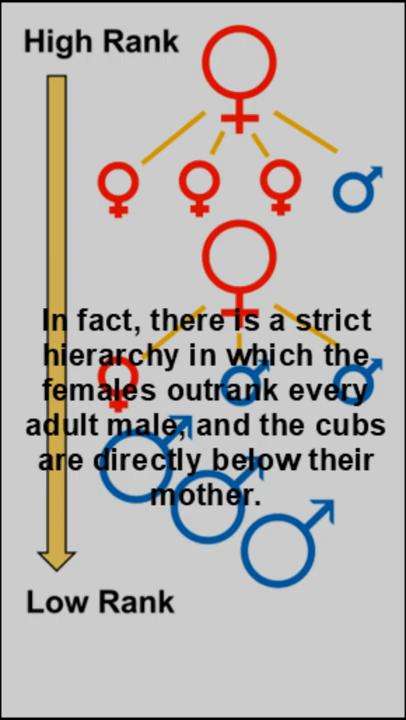 High Rank
In fact, there is a strict
hierarchy in which the
females outrank every
adult male, and the cubs
are directly below their
mother.
Low Rank